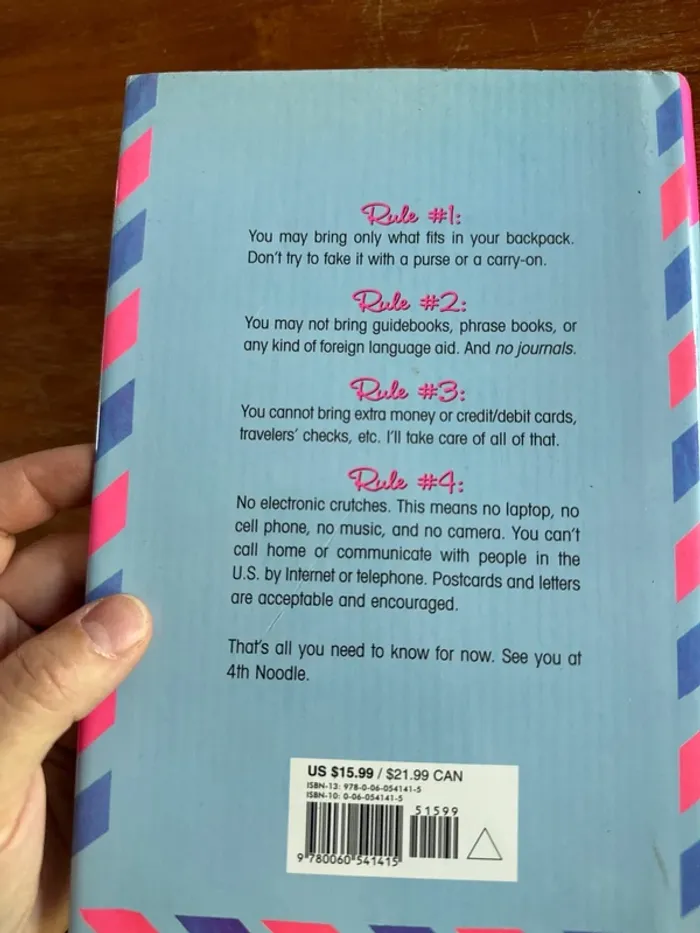 Rule #1:
You may bring only what fits in your backpack.
Don't try to fake it with a purse or a carry-on.
Rule #2:
You may not bring guidebooks, phrase books, or
any kind of foreign language aid. And no journals.
Rule #3:
You cannot bring extra money or credit/debit cards,
travelers' checks, etc. I'll take care of all of that.
Rule #4:
No electronic crutches. This means no laptop, no
cell phone, no music, and no camera. You can't
call home or communicate with people in the
U.S. by Internet or telephone. Postcards and letters
are acceptable and encouraged.
That's all you need to know for now. See you at
4th Noodle.
US $15.99 / $21.99 CAN
ISBN-13: 978-0-06-054141-5
ISBN-10: 0-06-054141-5
51599
9 780060 541415